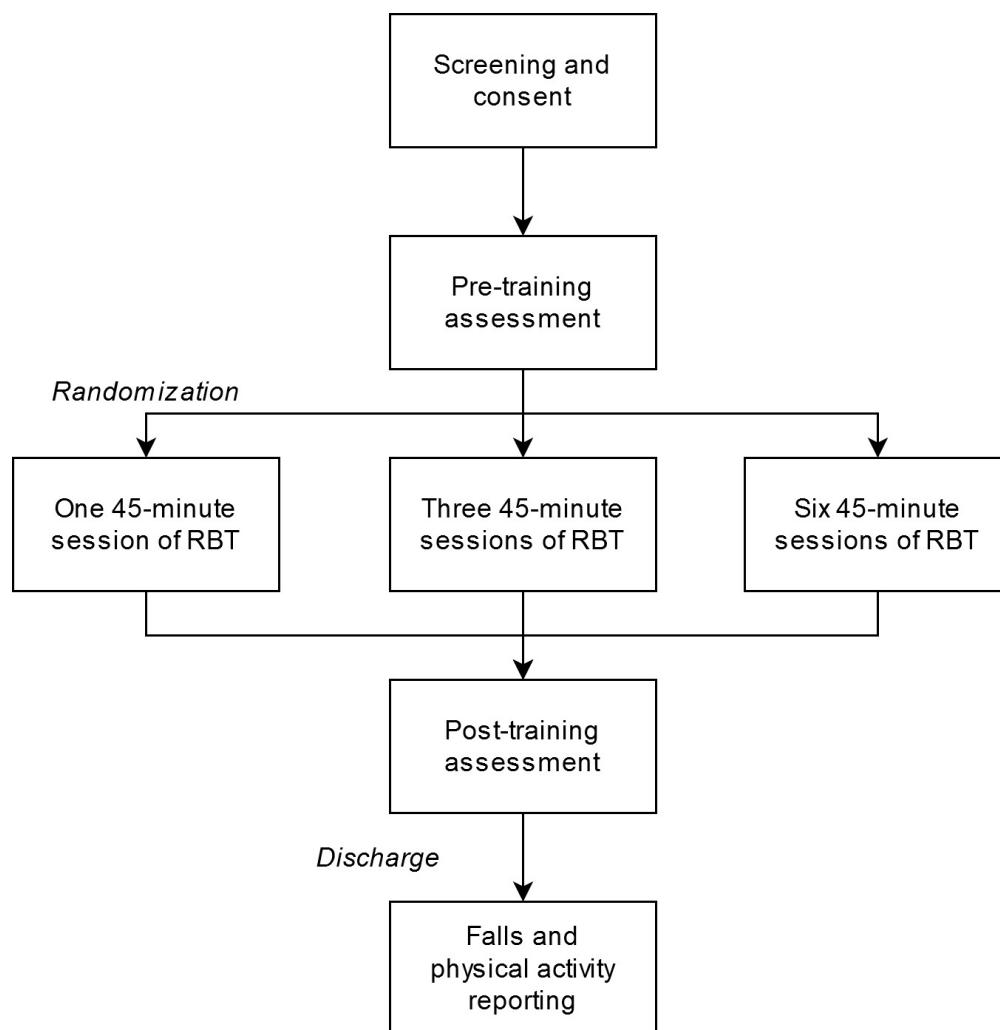 Screening and
consent
Pre-training
assessment
Randomization
One 45-minute
session of RBT
Three 45-minute
sessions of RBT
Six 45-minute
sessions of RBT
Post-training
assessment
Discharge
Falls and
physical activity
reporting